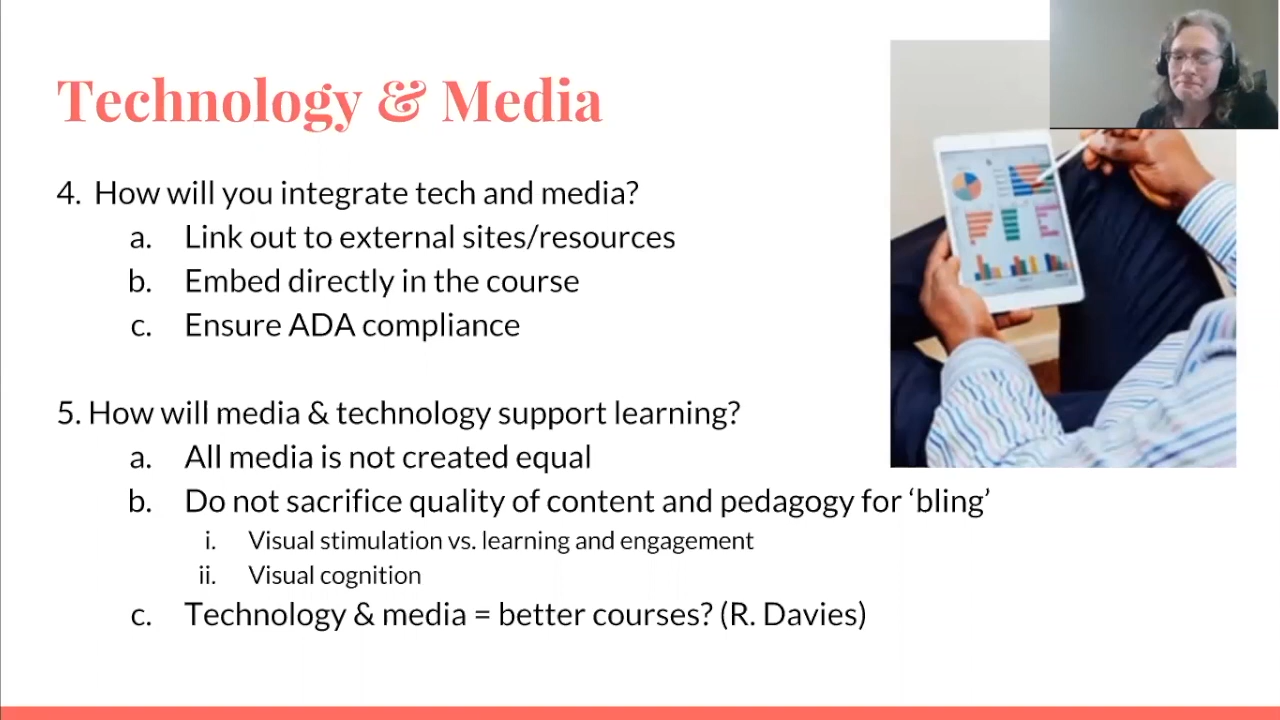 Technology & Media
4. How will you integrate tech and media?
a. Link out to external sites/resources
b. Embed directly in the course
c. Ensure ADA compliance
5. How will media & technology support learning?
a. All media is not created equal
b. Do not sacrifice quality of content and pedagogy for ‘bling’
i. Visual stimulation vs. learning and engagement
ii. Visual cognition
c. Technology & media = better courses? (R. Davies)